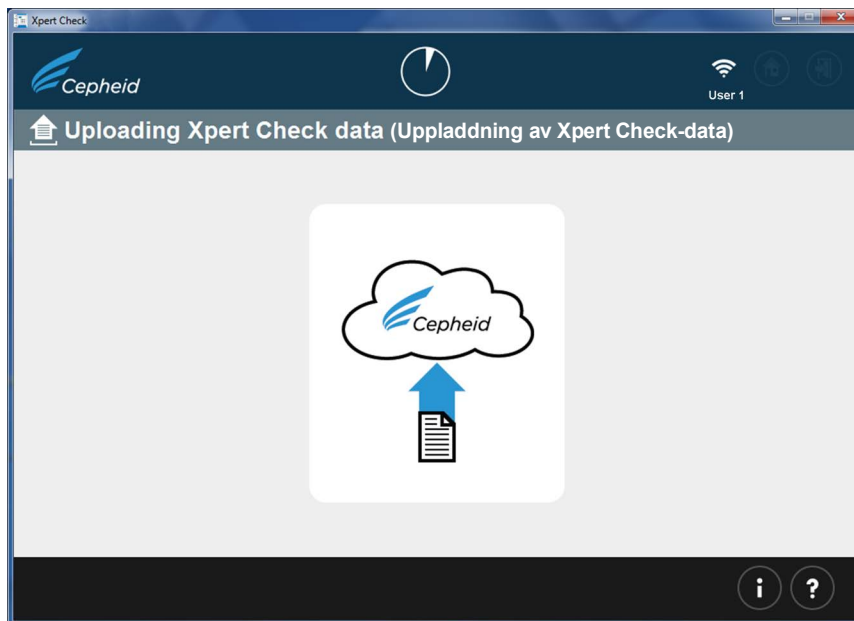 Xpert Check
Cepheid
User 1
Uploading Xpert Check data (Uppladdning av Xpert Check-data)
Cepheid
i ?